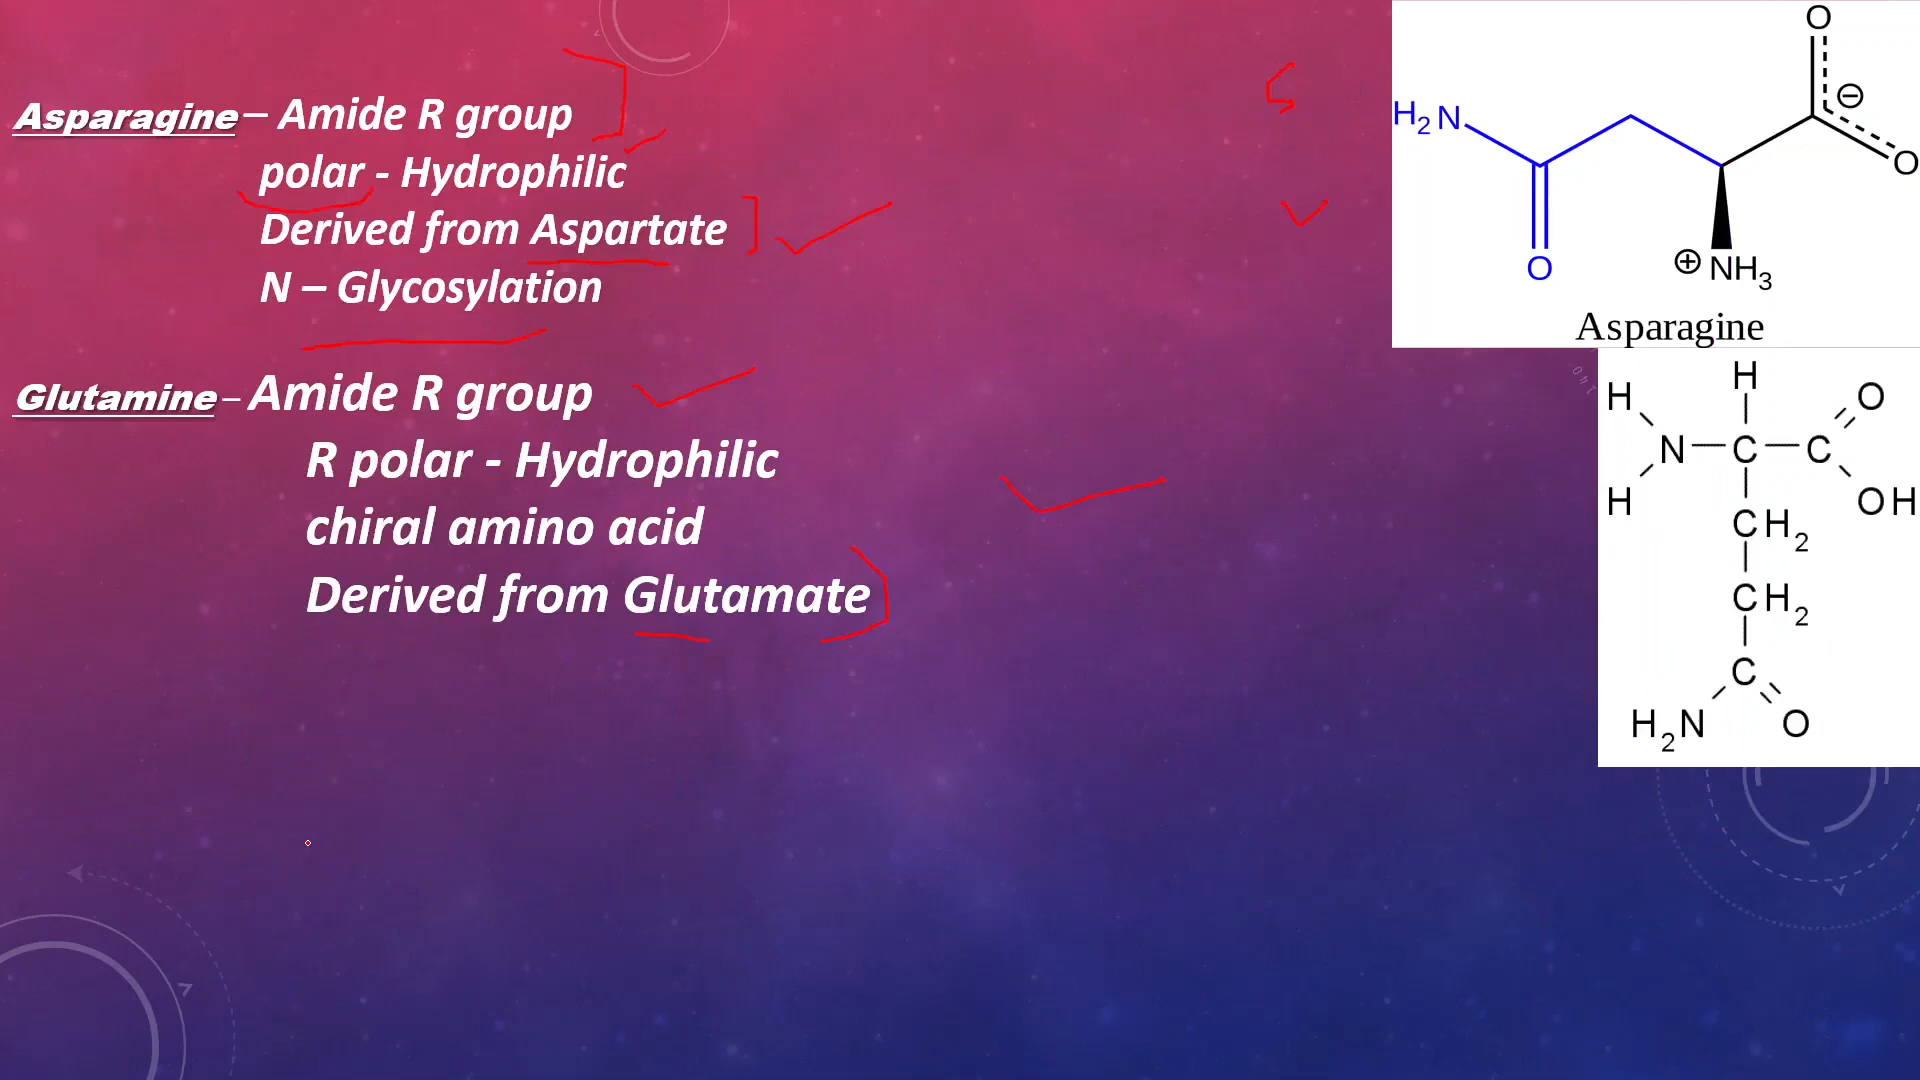 Asparagine – Amide R group
polar - Hydrophilic
Derived from Aspartate
N – Glycosylation
Glutamine – Amide R group
R polar - Hydrophilic
chiral amino acid
Derived from Glutamate
O
⊖
H2N
O
O
⊕ NH3
Asparagine
140
H
H
O
N C C
H
OH
CH2
CH2
C
H2N
O